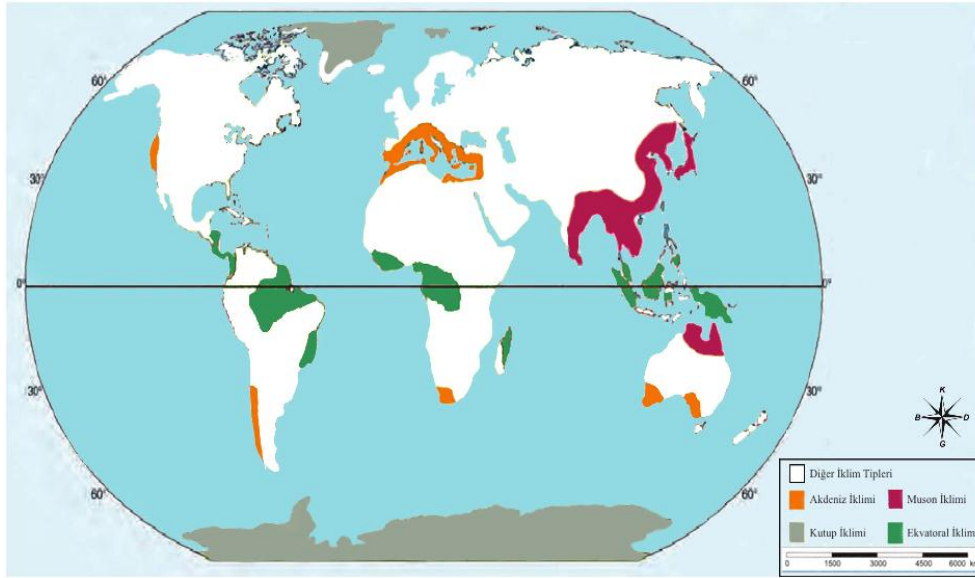 60°
60°
30°
30°
0°
0°
30°
30°
60°
60°
K
B D
G
Diğer İklim Tipleri
Akdeniz İklimi Muson İklimi
Kutup İklimi Ekvatoral İklim
0 1500 3000 4500 6000 k